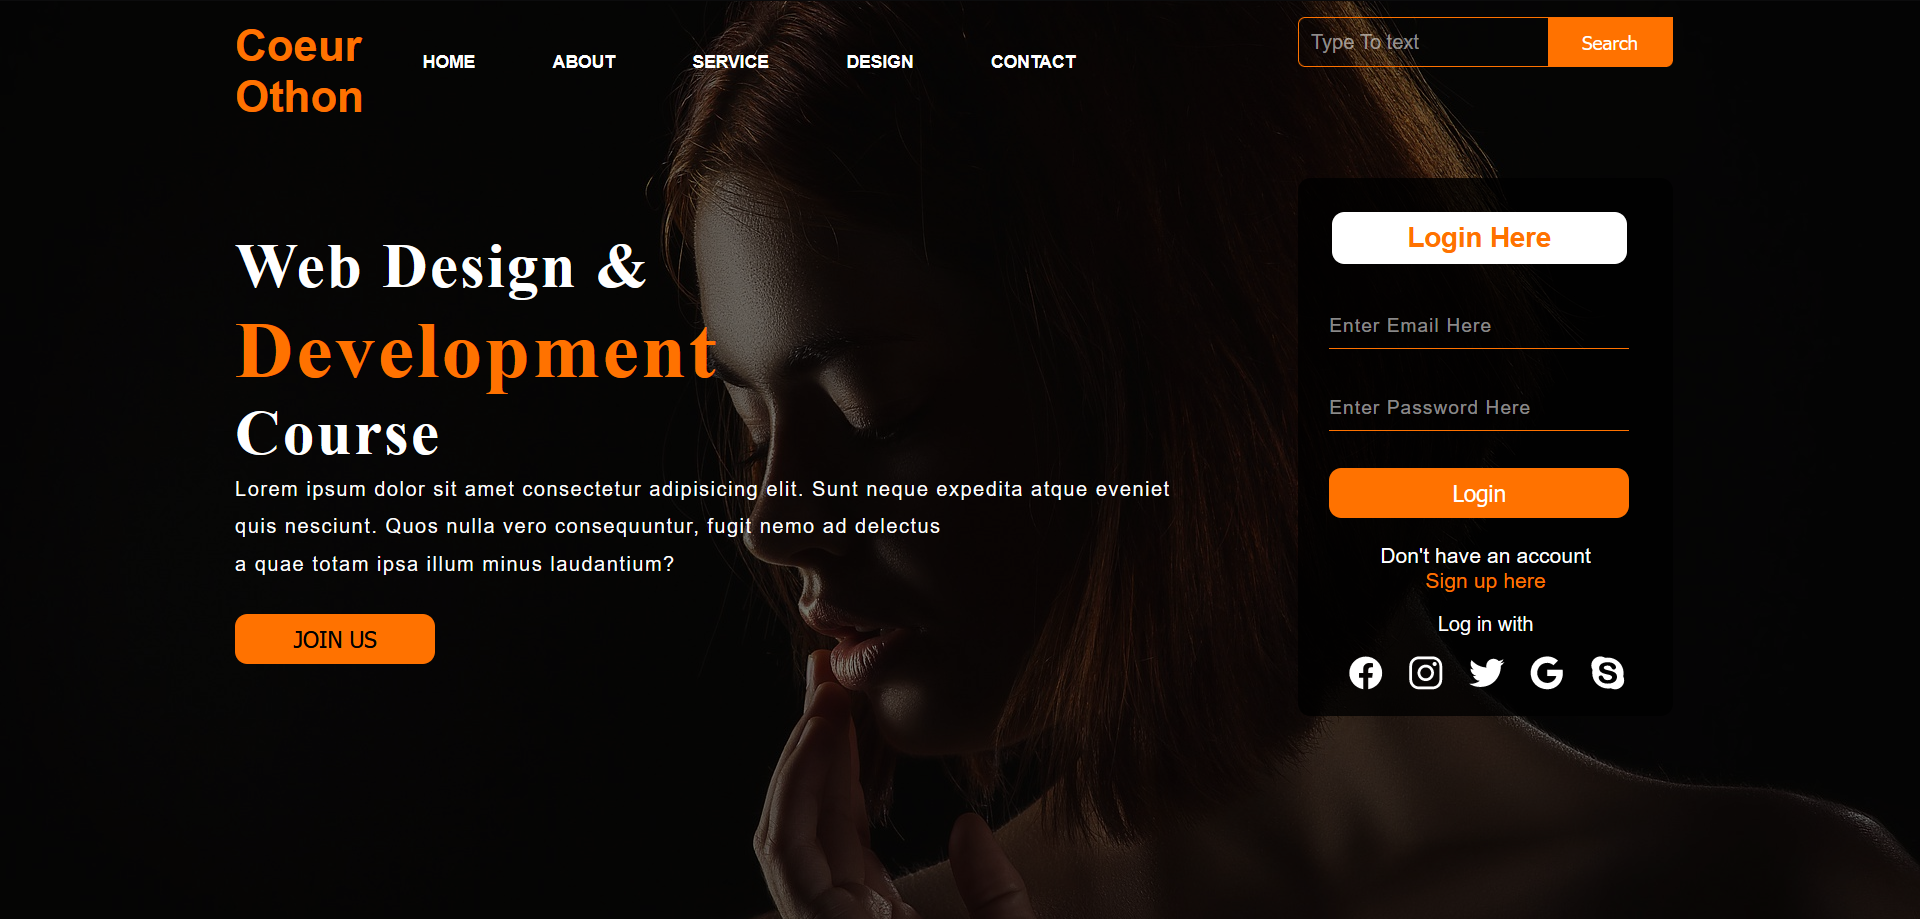 Coeur
Othon
HOME
ABOUT
SERVICE
DESIGN
CONTACT
Type To text
Search
Web Design &
Development
Course
Lorem ipsum dolor sit amet consectetur adipisicing elit. Sunt neque expedita atque eveniet
quis nesciunt. Quos nulla vero consequuntur, fugit nemo ad delectus
a quae totam ipsa illum minus laudantium?
JOIN US
Login Here
Enter Email Here
Enter Password Here
Login
Don't have an account
Sign up here
Log in with